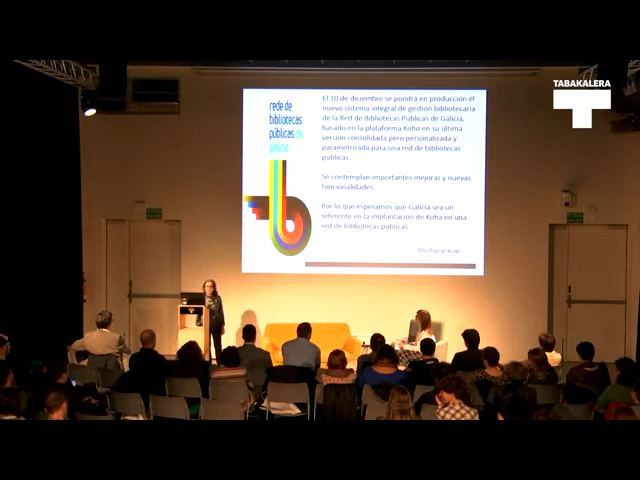 TABAKALERA
rede de
bibliotecas
públicas de
galicia
El 10 de diciembre se pondrá en producción el
nuevo sistema integral de gestión bibliotecaria
de la Red de Bibliotecas Públicas de Galicia,
basado en la plataforma Koha en su última
versión consolidada pero personalizada y
parametrizada para una red de bibliotecas
públicas.
Se contemplan importantes mejoras y nuevas
funcionalidades.
Por lo que esperamos que Galicia sea un
referente en la implantación de Koha en una
red de bibliotecas públicas.
Muchas gracias